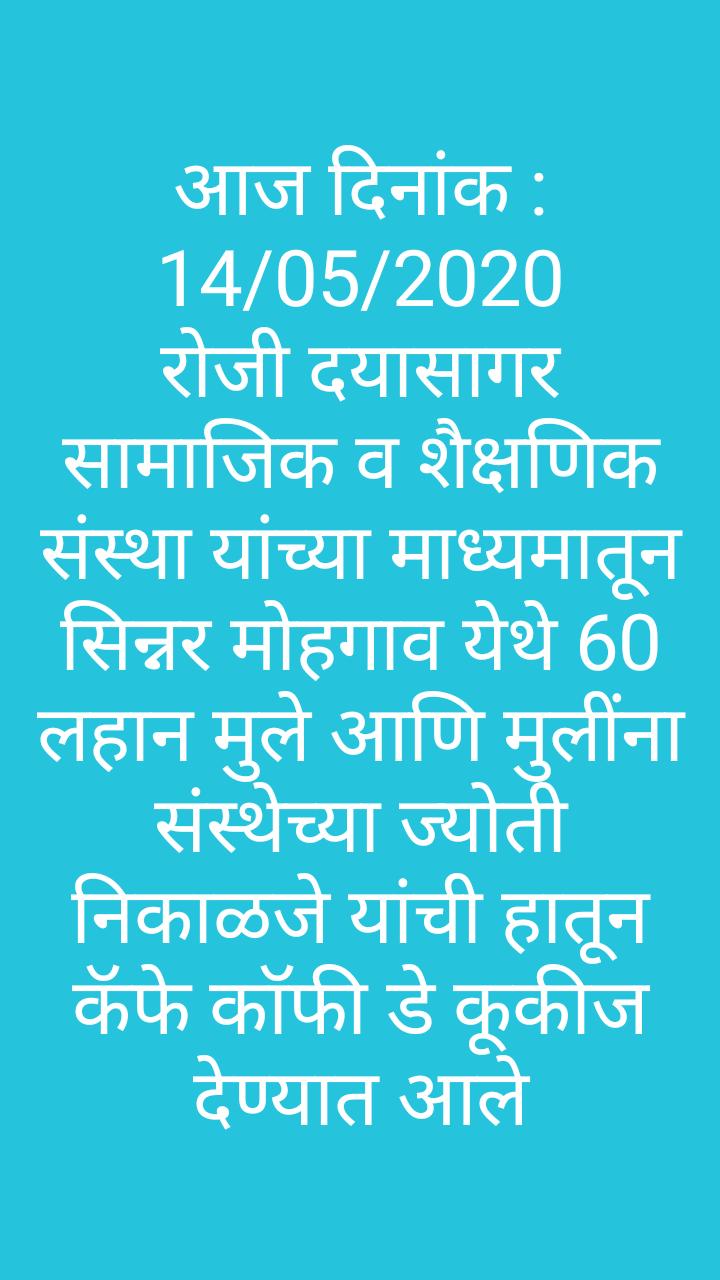 आज दिनांक :
14/05/2020
रोजी दयासागर
सामाजिक व शैक्षणिक
संस्था यांच्या माध्यमातून
सिन्नर मोहगाव येथे 60
लहान मुले आणि मुलींना
संस्थेच्या ज्योती
निकाळजे यांची हातून
कॅफे कॉफी डे कूकीज
देण्यात आले